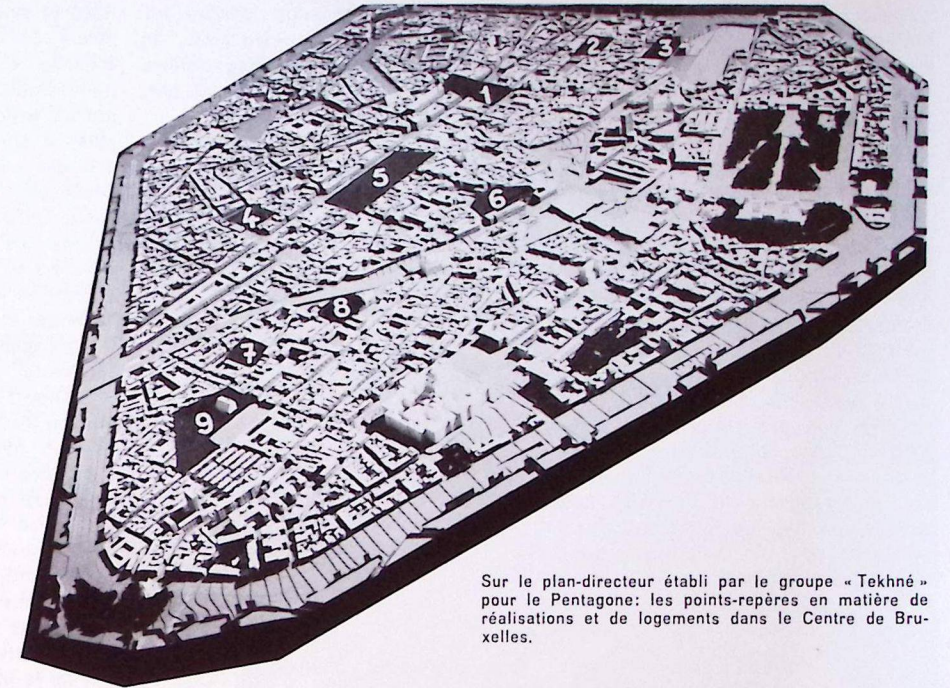 1
2
3
4
5
6
7
8
9
Sur le plan-directeur établi par le groupe « Tekhné »
pour le Pentagone: les points-repères en matière de
réalisations et de logements dans le Centre de Bru-
xelles.